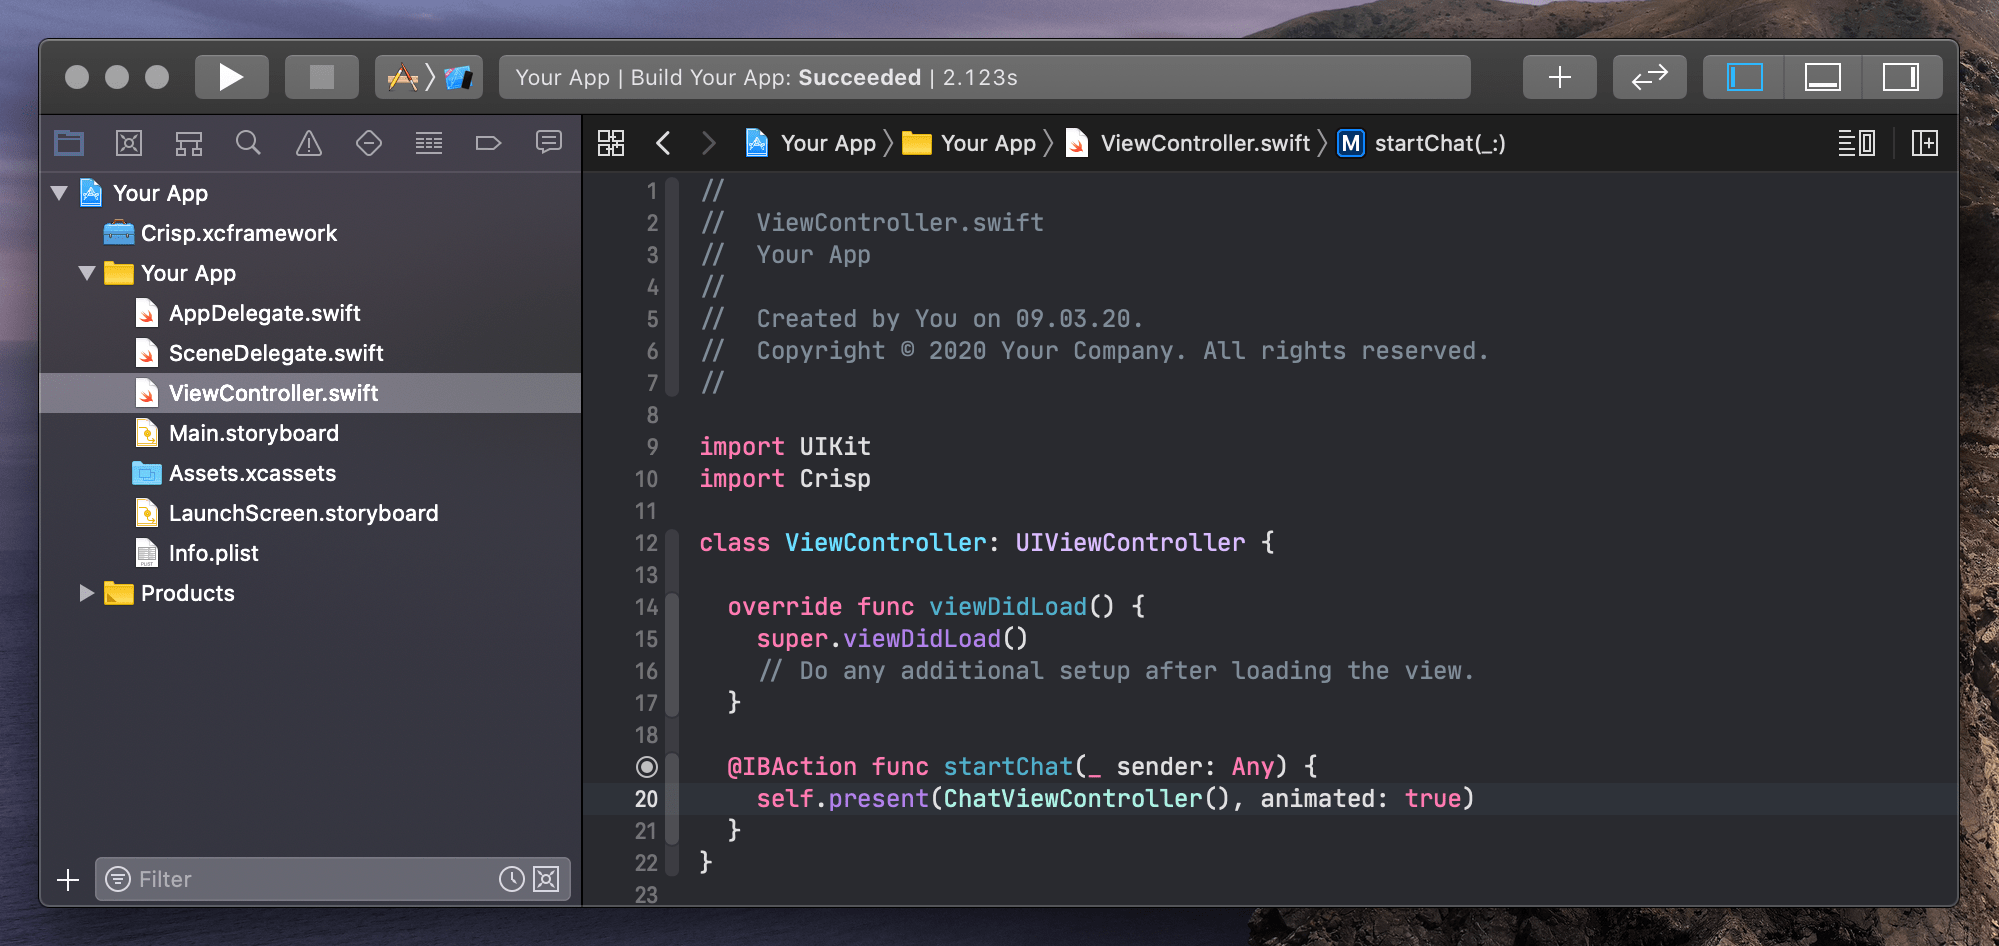 Your App | Build Your App: Succeeded | 2.123s
Your App
Crisp.xcframework
Your App
AppDelegate.swift
SceneDelegate.swift
ViewController.swift
Main.storyboard
Assets.xcassets
LaunchScreen.storyboard
Info.plist
Products
Filter
Your App 〉 Your App 〉 ViewController.swift 〉 M startChat(_:)
1 //
2 //  ViewController.swift
3 //  Your App
4 //
5 //  Created by You on 09.03.20.
6 //  Copyright © 2020 Your Company. All rights reserved.
7 //
8
9 import UIKit
10 import Crisp
11
12 class ViewController: UIViewController {
13
14   override func viewDidLoad() {
15     super.viewDidLoad()
16     // Do any additional setup after loading the view.
17   }
18
  @IBAction func startChat(_ sender: Any) {
20     self.present(ChatViewController(), animated: true)
21   }
22 }
23